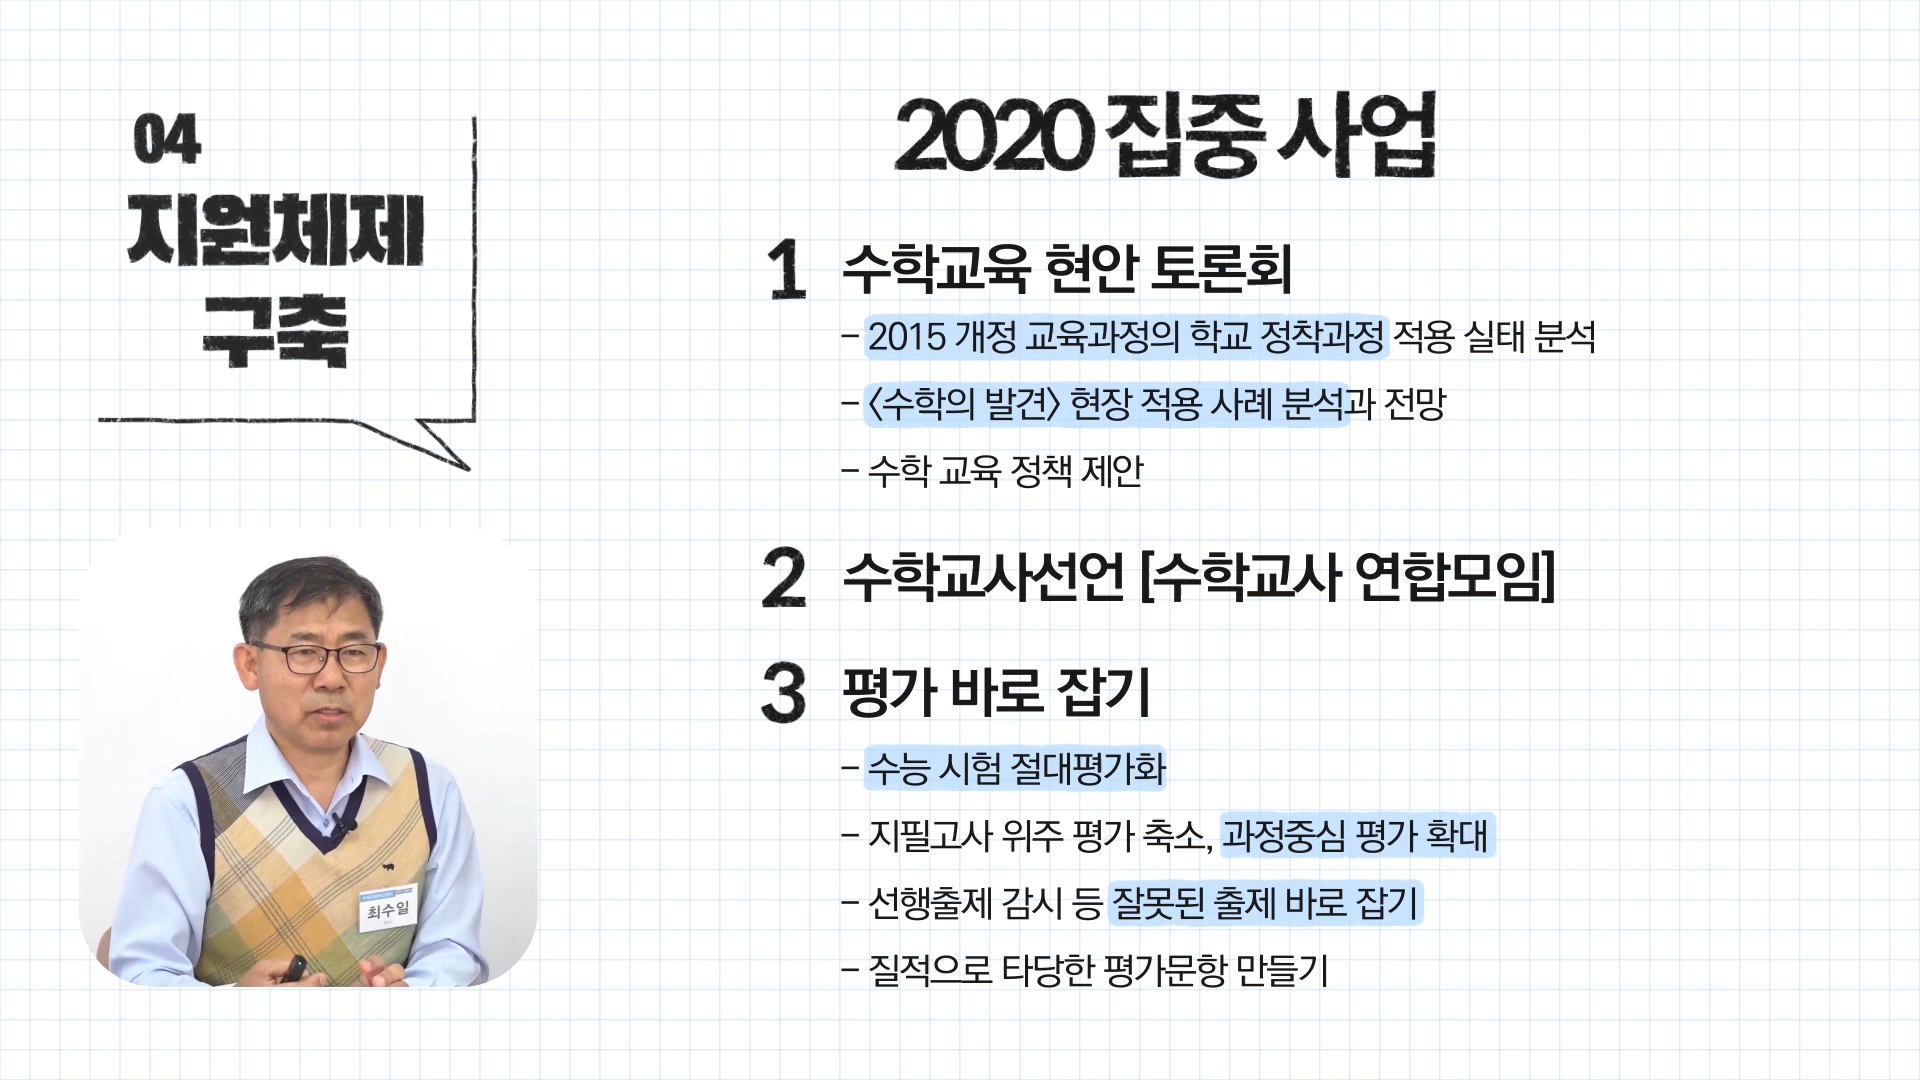 04
지원체제
구축
2020 집중 사업
1 수학교육 현안 토론회
– 2015 개정 교육과정의 학교 정착과정 적용 실태 분석
– 〈수학의 발견〉 현장 적용 사례 분석과 전망
– 수학 교육 정책 제안
2 수학교사선언 [수학교사 연합모임]
3 평가 바로 잡기
– 수능 시험 절대평가화
– 지필고사 위주 평가 축소, 과정중심 평가 확대
– 선행출제 감시 등 잘못된 출제 바로 잡기
– 질적으로 타당한 평가문항 만들기
최수일